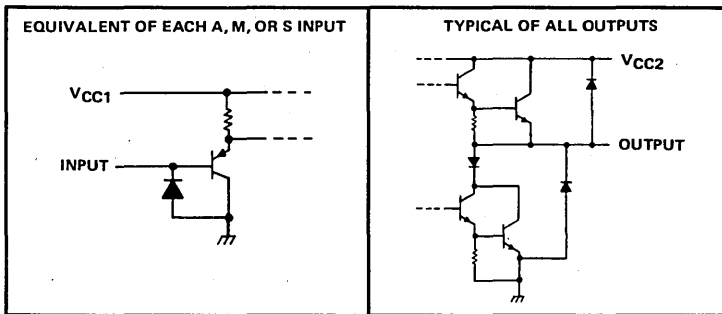 EQUIVALENT OF EACH A, M, OR S INPUT
VCC1
INPUT
TYPICAL OF ALL OUTPUTS
VCC2
OUTPUT